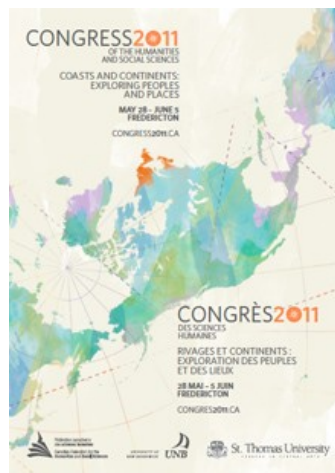 CONGRESS2011
OF THE HUMANITIES
AND SOCIAL SCIENCES
COASTS AND CONTINENTS:
EXPLORING PEOPLES
AND PLACES
MAY 28 - JUNE 5
FREDERICTON
CONGRESS2011.CA
CONGRÈS2011
DES SCIENCES
HUMAINES
RIVAGES ET CONTINENTS :
EXPLORATION DES PEUPLES
ET DES LIEUX
28 MAI - 5 JUIN
FREDERICTON
CONGRES2011.CA
UNB
St. Thomas University